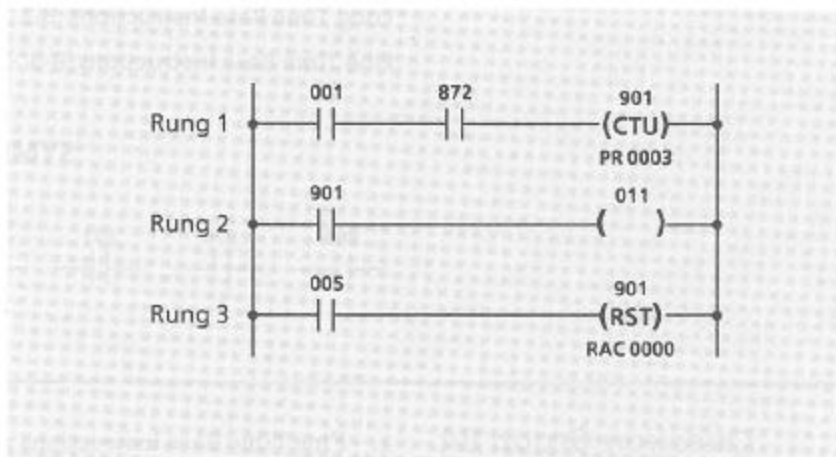 001 872 901
Rung 1 (CTU)
PR 0003
901 011
Rung 2 ( )
005 901
Rung 3 (RST)
RAC 0000